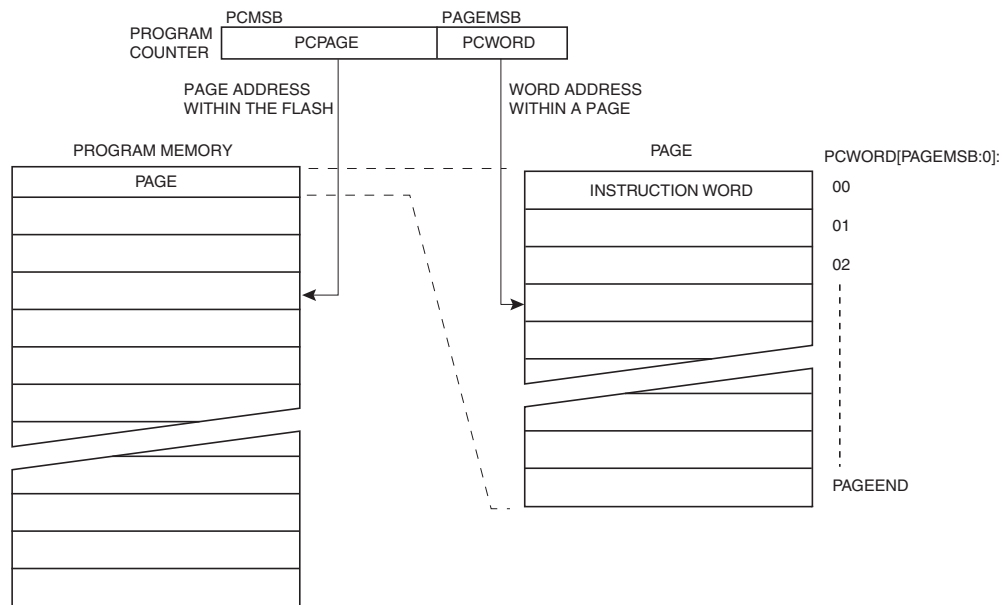 PCMSB PAGEMSB
PROGRAM
COUNTER
PCPAGE PCWORD
PAGE ADDRESS
WITHIN THE FLASH
WORD ADDRESS
WITHIN A PAGE
PROGRAM MEMORY
PAGE
PAGE
INSTRUCTION WORD
PCWORD[PAGEMSB:0]:
00
01
02
PAGEEND